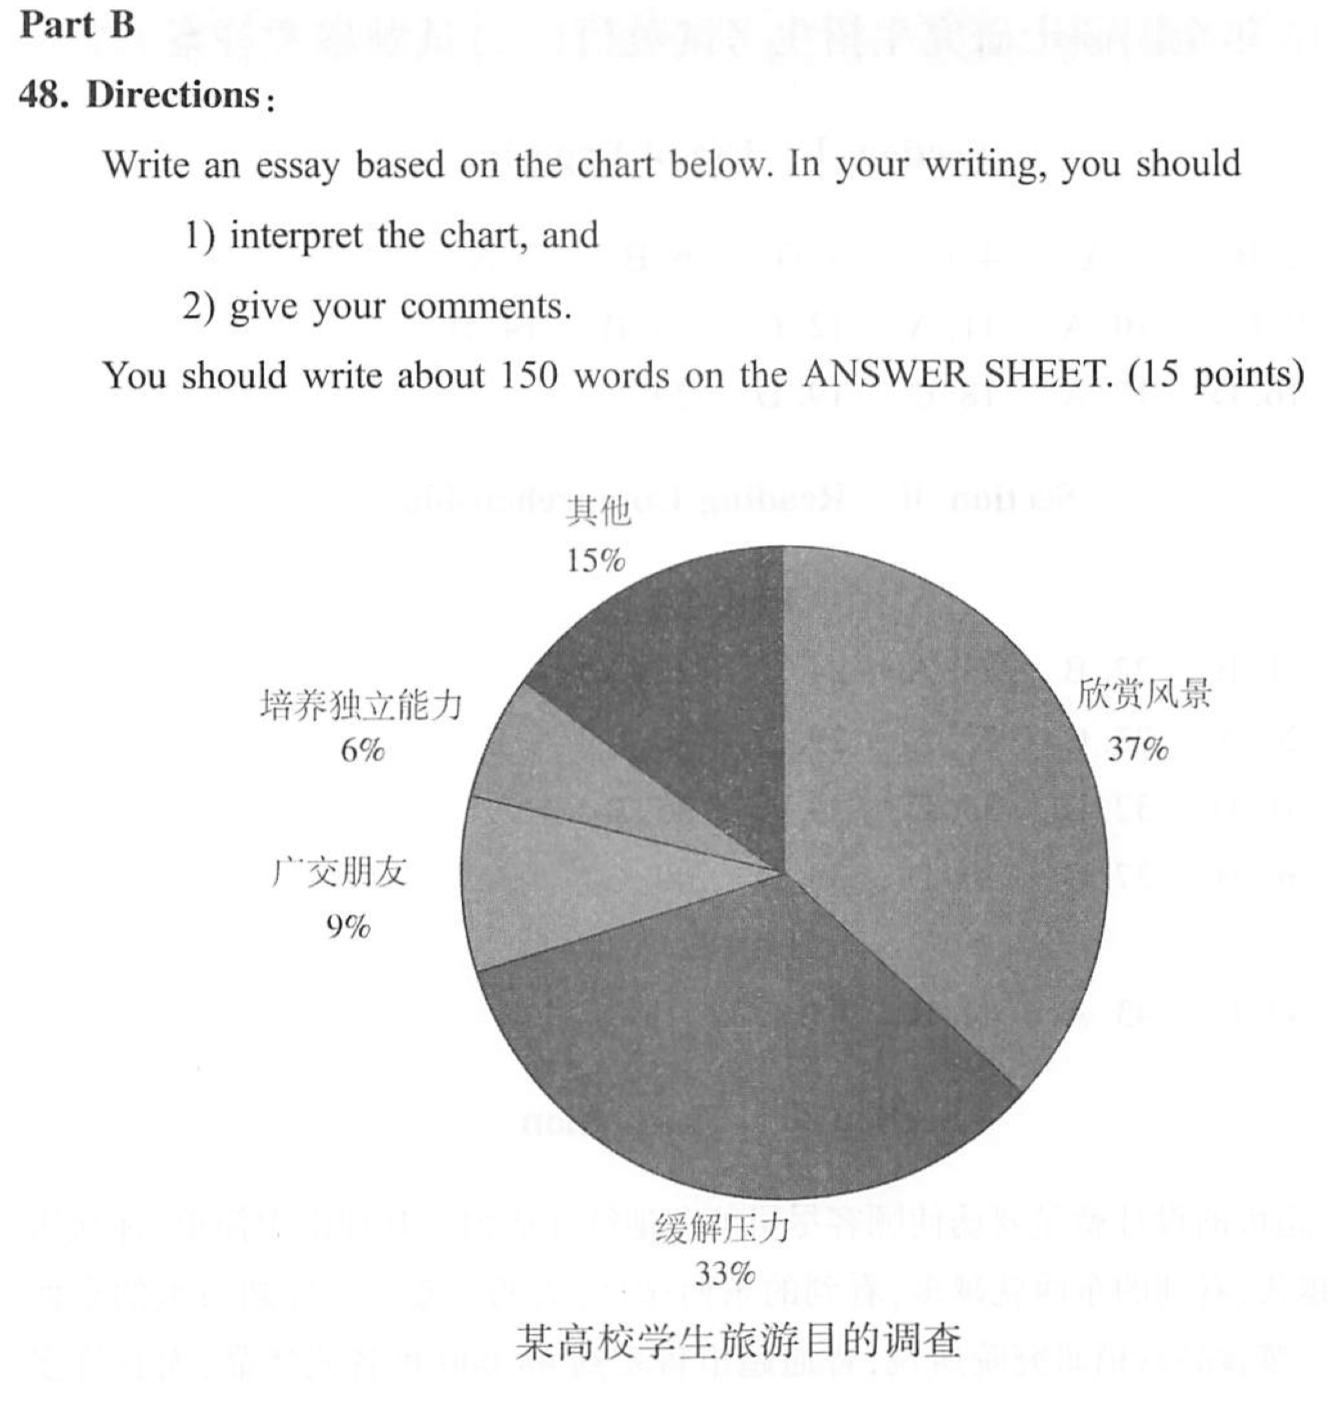 Part B
48. Directions:
Write an essay based on the chart below. In your writing, you should
1) interpret the chart, and
2) give your comments.
You should write about 150 words on the ANSWER SHEET. (15 points)
其他
15%
欣赏风景
37%
培养独立能力
6%
广交朋友
9%
缓解压力
33%
某高校学生旅游目的调查